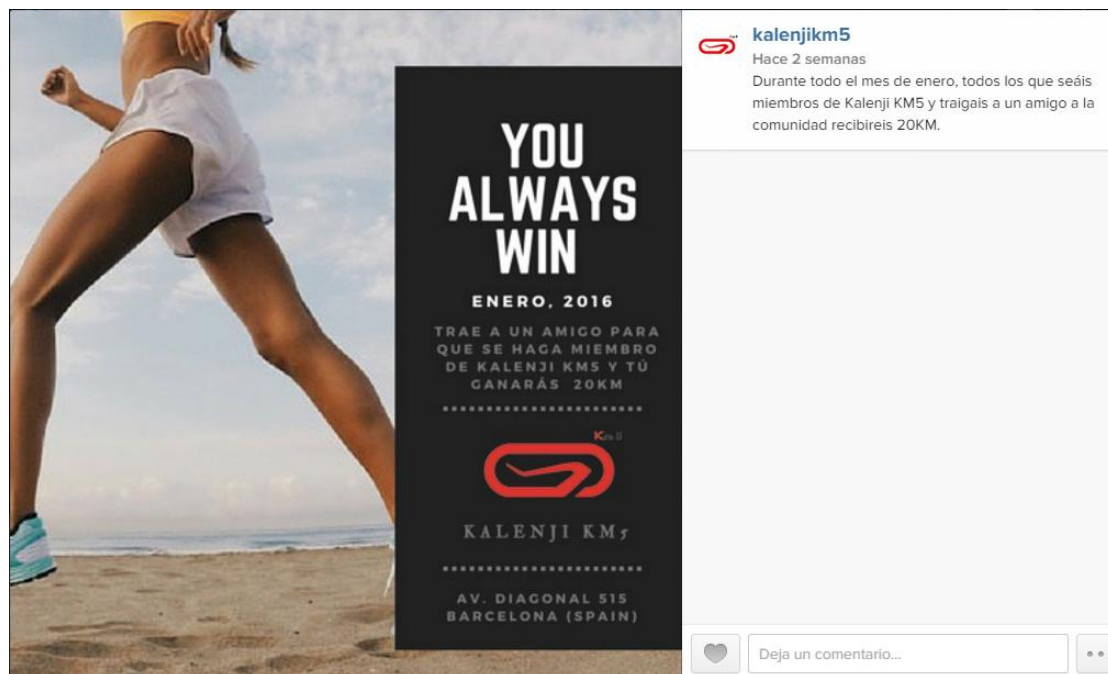 YOU
ALWAYS
WIN
ENERO, 2016
TRAE A UN AMIGO PARA
QUE SE HAGA MIEMBRO
DE KALENJI KM5 Y TÚ
GANARÁS 20KM
KALENJI KM5
AV. DIAGONAL 515
BARCELONA (SPAIN)
kalenjikm5
Hace 2 semanas
Durante todo el mes de enero, todos los que seáis
miembros de Kalenji KM5 y traigais a un amigo a la
comunidad recibireis 20KM.
Deja un comentario...